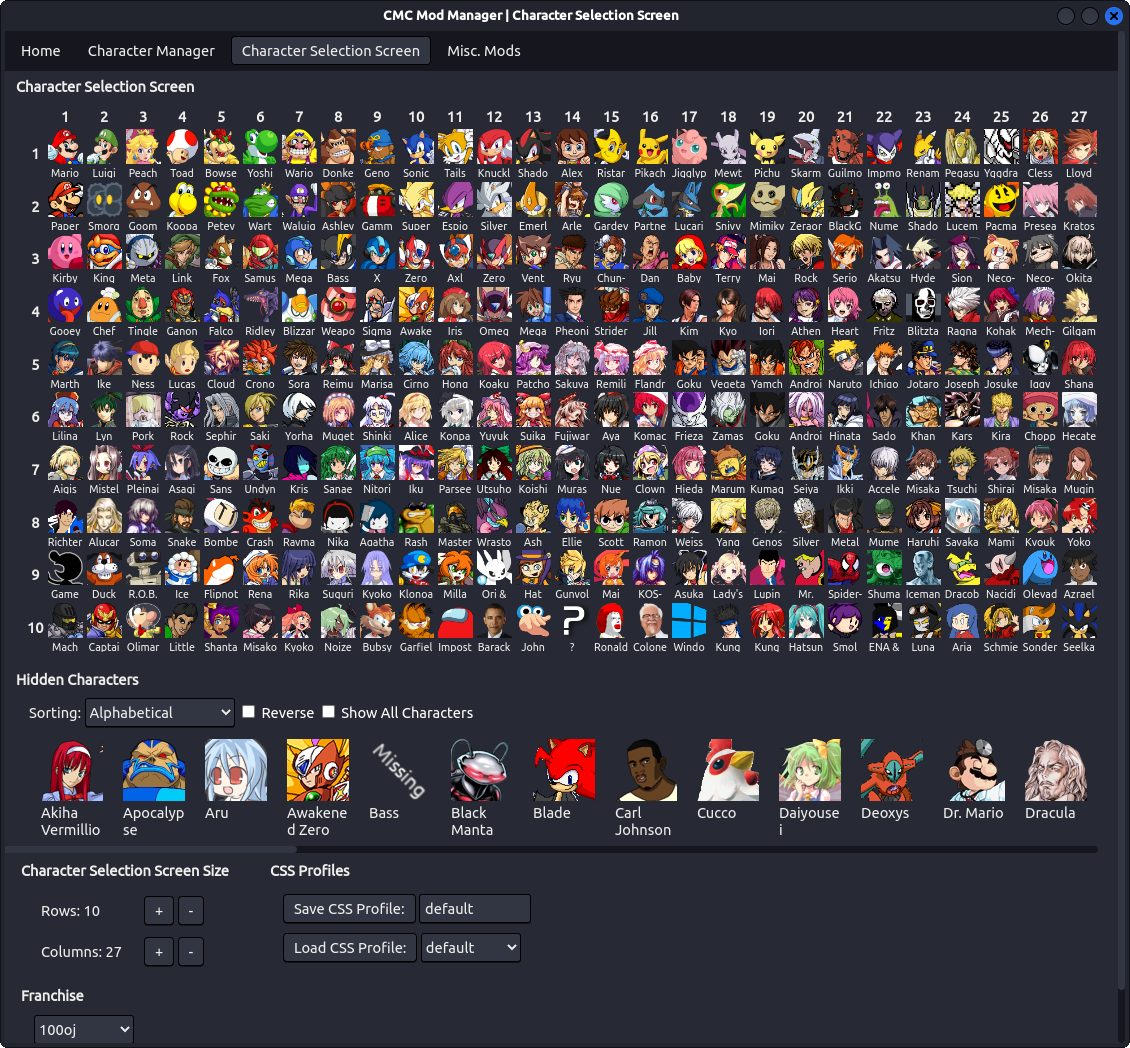 CMC Mod Manager | Character Selection Screen
Home Character Manager Character Selection Screen Misc. Mods
Character Selection Screen
1 2 3 4 5 6 7 8 9 10 11 12 13 14 15 16 17 18 19 20 21 22 23 24 25 26 27
1
Mario Luigi Peach Toad Bowse Yoshi Wario Donke Geno Sonic Tails Knuckl Shado Alex Ristar Pikach Jigglyp Mewt Pichu Skarm Guilmo Impmo Renam Pegasu Yggdra Cless Lloyd
2
Paper Smorg Goom Koopa Petey Wart Waluig Ashley Gamm Super Espio Silver Emerl Arle Gardev Partne Lucari Snivy Mimiky Zeraor BlackG Nume Shado Lucem Pacma Presea Kratos
3
Kirby King Meta Link Fox Samus Mega Bass X Zero Axl Zero Vent Ryu Chun- Dan Baby Terry Mai Rock Serio Akatsu Hyde Sion Neco- Neco- Okita
4
Gooey Chef Tingle Ganon Falco Ridley Blizzar Weapo Sigma Awake Iris Omeg Mega Pheoni Strider Jill Kim Kyo Iori Athen Heart Fritz Blitzta Ragna Kohak Mech- Gilgam
5
Marth Ike Ness Lucas Cloud Crono Sora Reimu Marisa Cirno Hong Koaku Patcho Sakuya Remili Flandr Goku Vegeta Yamch Androi Naruto Ichigo Jotaro Joseph Josuke Iggy Shana
6
Lilina Lyn Pork Rock Sephir Saki Yorha Muget Shinki Alice Konpa Yuyuk Suika Fujiwar Aya Komac Frieza Zamas Goku Androi Hinata Sado Khan Kars Kira Chopp Hecate
7
Aigis Mistel Pleinai Asagi Sans Undyn Kris Sanae Nitori Iku Parsee Utsuho Koishi Muras Nue Clown Hieda Marum Kumag Seiya Ikki Accele Misaka Tsuchi Shirai Misaka Mugin
8
Richter Alucar Soma Snake Bombe Crash Rayma Nika Agatha Rash Master Wrasto Ash Ellie Scott Ramon Weiss Yang Genos Silver Metal Mume Haruhi Sayaka Mami Kyouk Yoko
9
Game Duck R.O.B. Ice Flipnot Rena Rika Suguri Kyoko Klonoa Milla Ori & Hat Gunvol Mai KOS- Asuka Lady's Lupin Mr. Spider- Shuma Iceman Dracob Nacidi Olevad Azrael
10
Mach Captai Olimar Little Shanta Misako Kyoko Noize Bubsy Garfiel Impost Barack John ? Ronald Colone Windo Kung Kung Hatsun Smol ENA & Luna Aria Schmie Sonder Seelka
Hidden Characters
Sorting: Alphabetical Reverse Show All Characters
Missing
Akiha Apocalyp Aru Awakene Bass Black Blade Carl Cucco Daiyouse Deoxys Dr. Mario Dracula
Vermillio se d Zero Manta Johnson i
Character Selection Screen Size CSS Profiles
Rows: 10 + - Save CSS Profile: default
Columns: 27 + - Load CSS Profile: default
Franchise
100oj